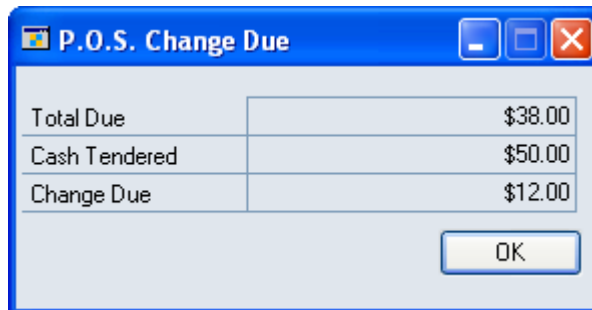 P.O.S. Change Due
Total Due $38.00
Cash Tendered $50.00
Change Due $12.00
OK